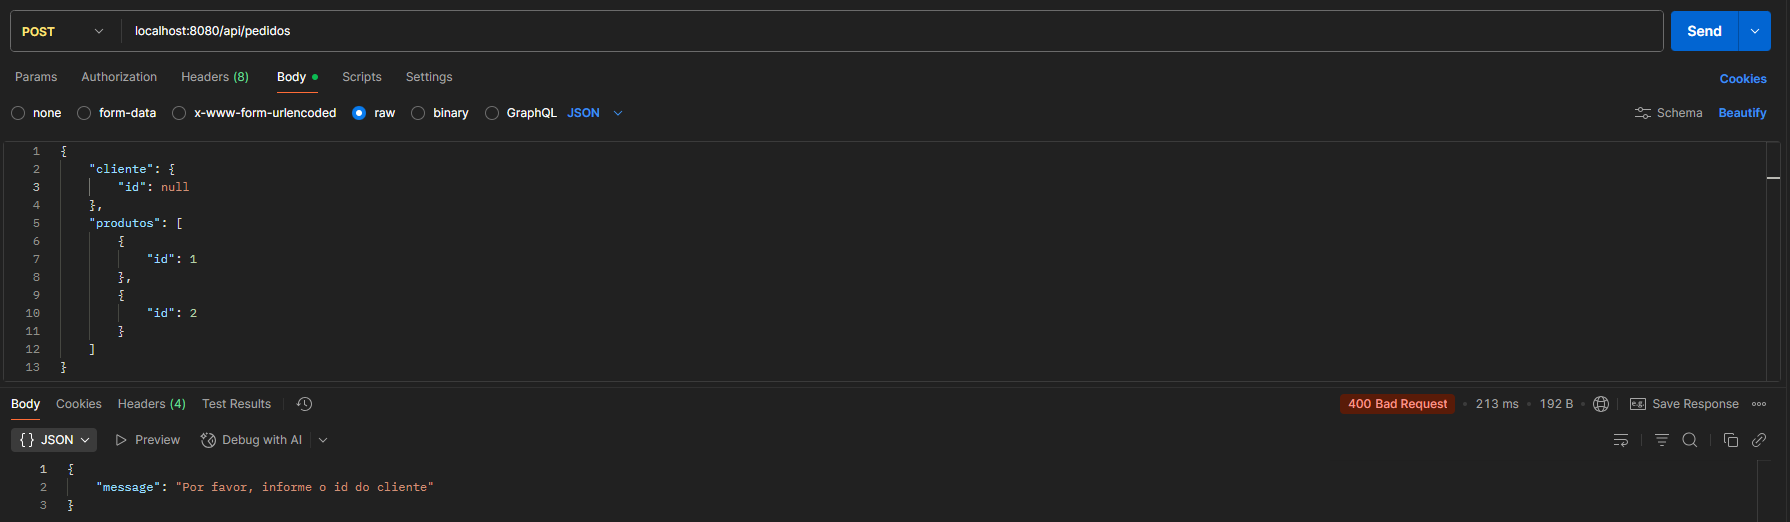 POST localhost:8080/api/pedidos Send
Params Authorization Headers (8) Body Scripts Settings Cookies
none form-data x-www-form-urlencoded raw binary GraphQL JSON Schema Beautify
1 {
2 "cliente": {
3 "id": null
4 },
5 "produtos": [
6 {
7 "id": 1
8 },
9 {
10 "id": 2
11 }
12 ]
13 }
Body Cookies Headers (4) Test Results 400 Bad Request • 213 ms • 192 B • e.g. Save Response
{} JSON Preview Debug with AI
1 {
2 "message": "Por favor, informe o id do cliente"
3 }